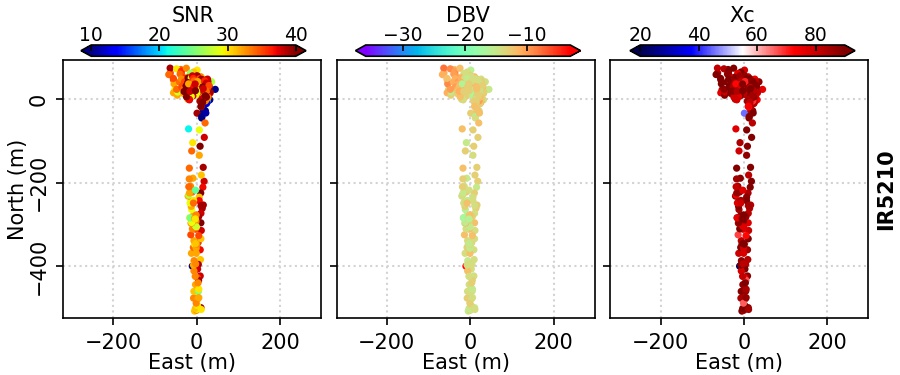 SNR DBV Xc
10 20 30 40 −30 −20 −10 20 40 60 80
0
−200
−400
North (m)
IR5210
−200 0 200 −200 0 200 −200 0 200
East (m) East (m) East (m)